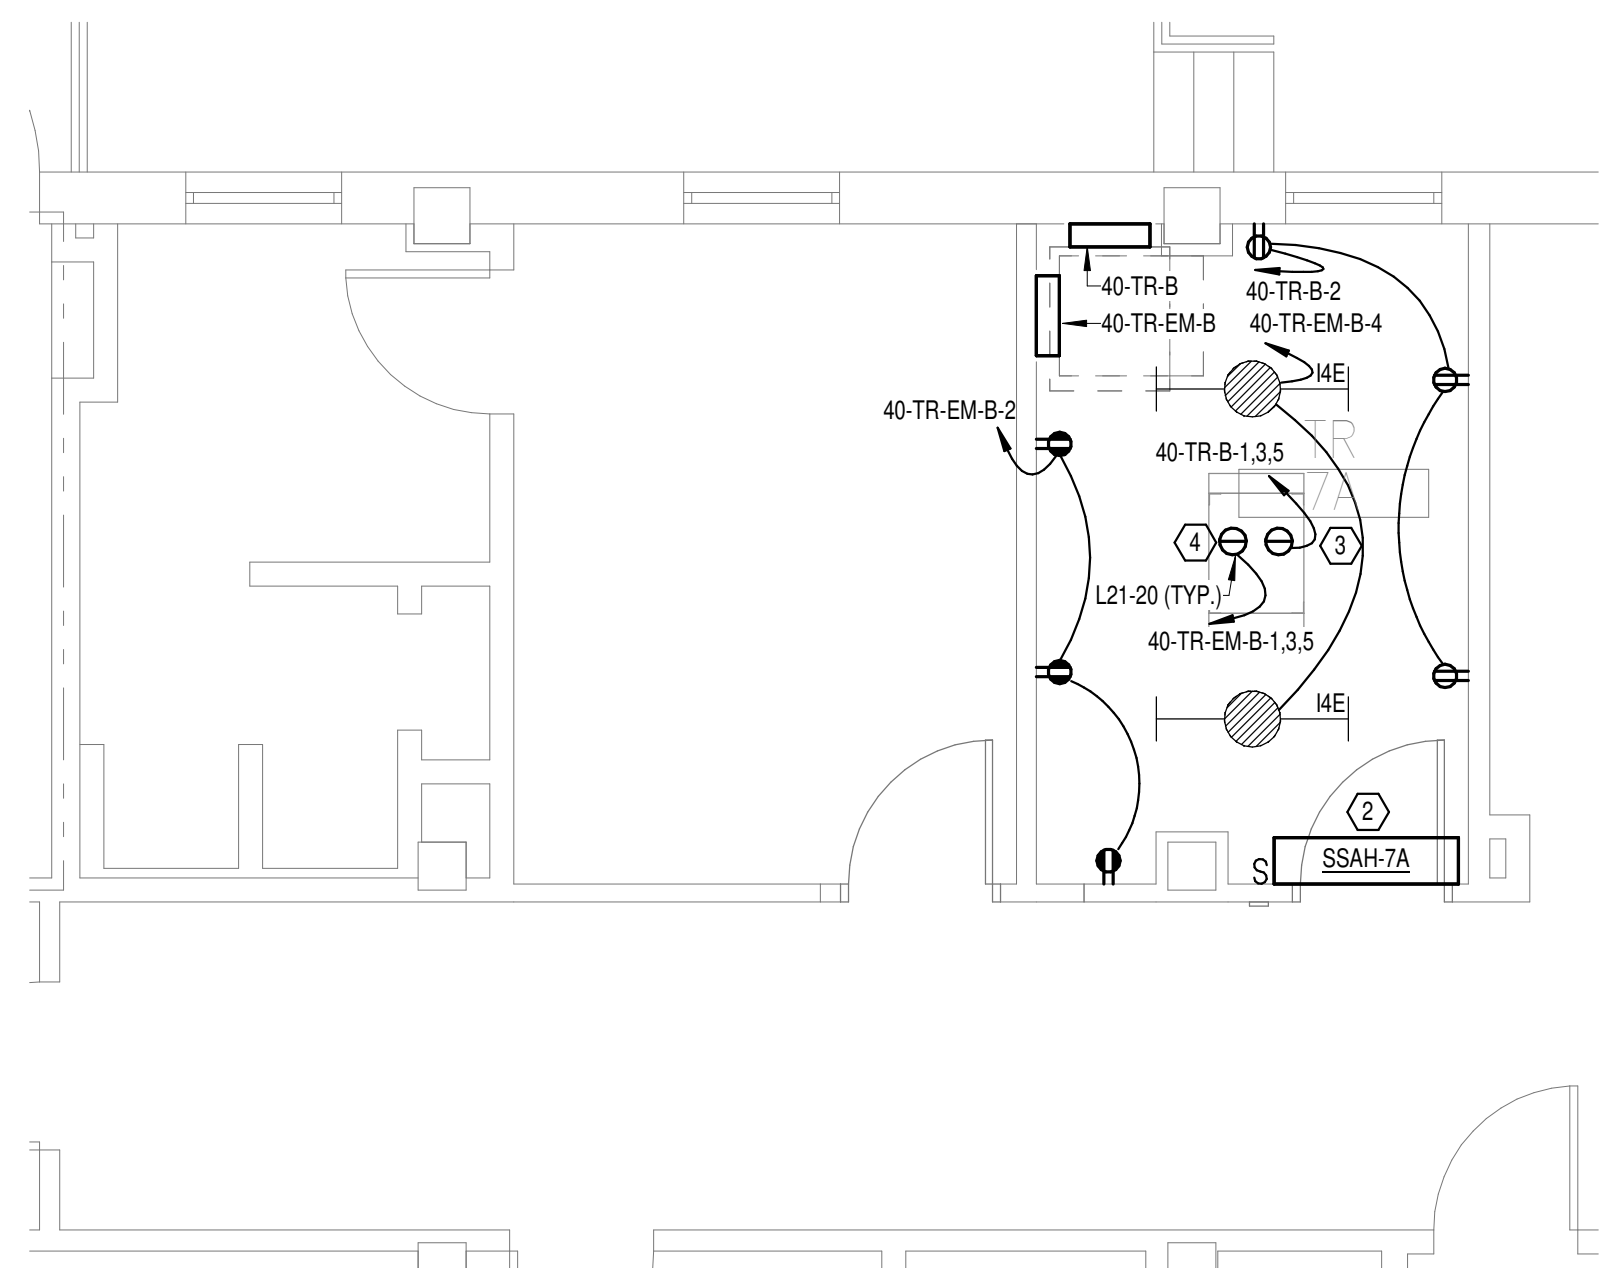 40-TR-B
40-TR-B-2
40-TR-EM-B
40-TR-EM-B-4
I4E
40-TR-EM-B-2
TR
40-TR-B-1,3,5
7A
4
3
L21-20 (TYP.)
40-TR-EM-B-1,3,5
I4E
2
S
SSAH-7A